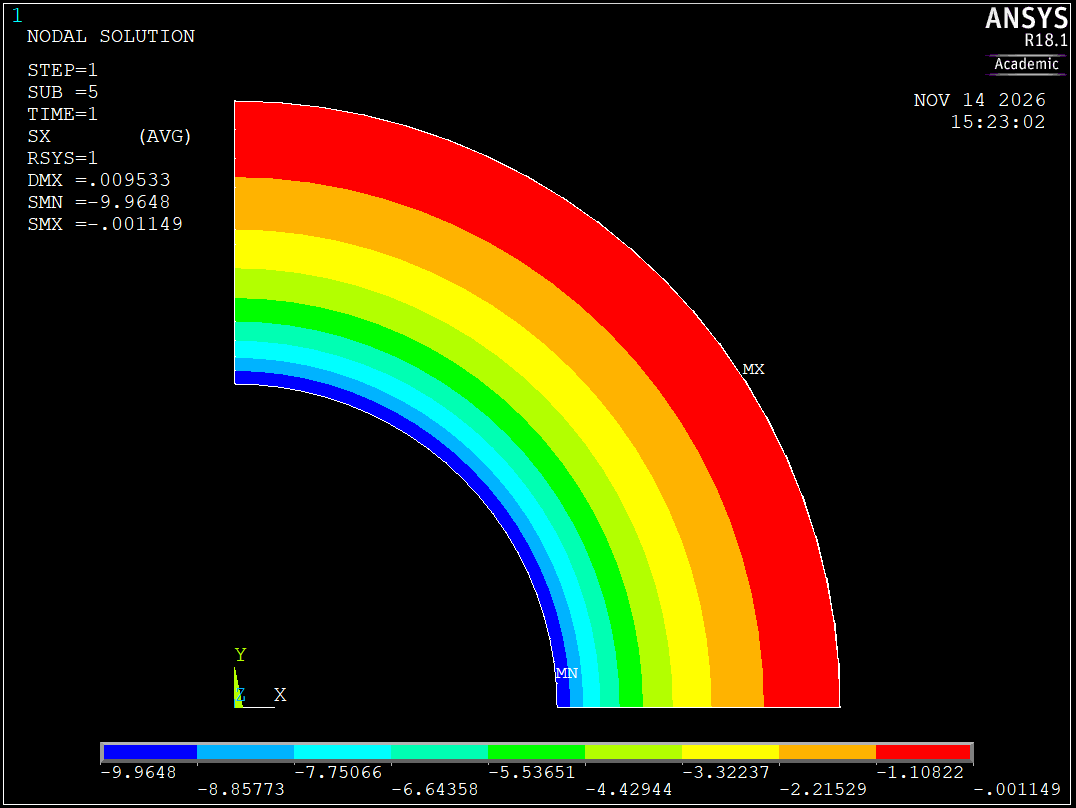 1
NODAL SOLUTION
STEP=1
SUB =5
TIME=1
SX (AVG)
RSYS=1
DMX =.009533
SMN =-9.9648
SMX =-.001149
ANSYS
R18.1
Academic
NOV 14 2026
15:23:02
MX
MN
Y
Z X
-9.9648 -7.75066 -5.53651 -3.32237 -1.10822
-8.85773 -6.64358 -4.42944 -2.21529 -.001149